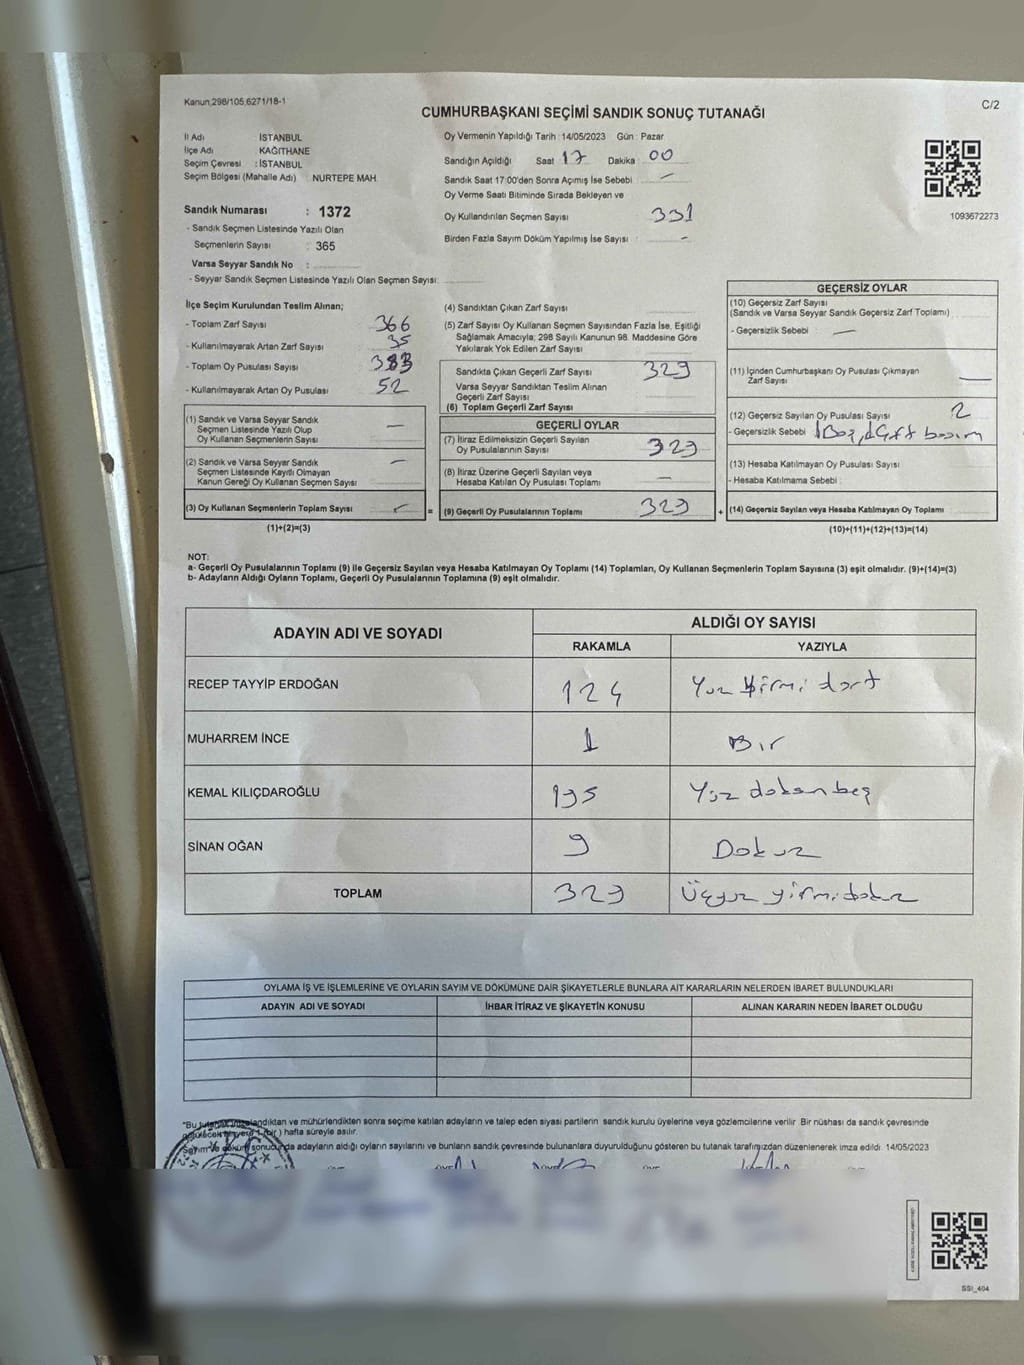 Kanun;298/105,6271/18-1
C/2
CUMHURBAŞKANI SEÇİMİ SANDIK SONUÇ TUTANAĞI
İl Adı İSTANBUL
İlçe Adı KAĞITHANE
Seçim Çevresi : İSTANBUL
Seçim Bölgesi (Mahalle Adı) NURTEPE MAH.
Sandık Numarası : 1372
- Sandık Seçmen Listesinde Yazılı Olan
Seçmenlerin Sayısı : 365
Varsa Seyyar Sandık No :
- Seyyar Sandık Seçmen Listesinde Yazılı Olan Seçmen Sayısı:
Oy Vermenin Yapıldığı Tarih : 14/05/2023 Gün : Pazar
Sandığın Açıldığı Saat 17 Dakika 00
Sandık Saat 17:00'den Sonra Açımış İse Sebebi —
Oy Verme Saati Bitiminde Sırada Bekleyen ve
Oy Kullandırılan Seçmen Sayısı 331
Birden Fazla Sayım Döküm Yapılmış İse Sayısı -
1093672273
İlçe Seçim Kurulundan Teslim Alınan;
- Toplam Zarf Sayısı 366
- Kullanılmayarak Artan Zarf Sayısı 35
- Toplam Oy Pusulası Sayısı 383
- Kullanılmayarak Artan Oy Pusulası 52
(1) Sandık ve Varsa Seyyar Sandık
Seçmen Listesinde Yazılı Olup
Oy Kullanan Seçmenlerin Sayısı —
(2) Sandık ve Varsa Seyyar Sandık
Seçmen Listesinde Kayıtlı Olmayan
Kanun Gereği Oy Kullanan Seçmen Sayısı —
(3) Oy Kullanan Seçmenlerin Toplam Sayısı —
(1)+(2)=(3)
=
(4) Sandıktan Çıkan Zarf Sayısı
(5) Zarf Sayısı Oy Kullanan Seçmen Sayısından Fazla İse, Eşitliği
Sağlamak Amacıyla; 298 Sayılı Kanunun 98. Maddesine Göre
Yakılarak Yok Edilen Zarf Sayısı
Sandıkta Çıkan Geçerli Zarf Sayısı 329
Varsa Seyyar Sandıktan Teslim Alınan
Geçerli Zarf Sayısı
(6) Toplam Geçerli Zarf Sayısı
GEÇERLİ OYLAR
(7) İtiraz Edilmeksizin Geçerli Sayılan
Oy Pusulalarının Sayısı 329
(8) İtiraz Üzerine Geçerli Sayılan veya
Hesaba Katılan Oy Pusulası Toplamı —
(9) Geçerli Oy Pusulalarının Toplamı 329
+
GEÇERSİZ OYLAR
(10) Geçersiz Zarf Sayısı
(Sandık ve Varsa Seyyar Sandık Geçersiz Zarf Toplamı)
- Geçersizlik Sebebi : —
(11) İçinden Cumhurbaşkanı Oy Pusulası Çıkmayan
Zarf Sayısı —
(12) Geçersiz Sayılan Oy Pusulası Sayısı 2
- Geçersizlik Sebebi : 1Boş, 1Çift basım
(13) Hesaba Katılmayan Oy Pusulası Sayısı
- Hesaba Katılmama Sebebi :
(14) Geçersiz Sayılan veya Hesaba Katılmayan Oy Toplamı
(10)+(11)+(12)+(13)=(14)
NOT:
a- Geçerli Oy Pusulalarının Toplamı (9) ile Geçersiz Sayılan veya Hesaba Katılmayan Oy Toplamı (14) Toplamları, Oy Kullanan Seçmenlerin Toplam Sayısına (3) eşit olmalıdır. (9)+(14)=(3)
b- Adayların Aldığı Oyların Toplamı, Geçerli Oy Pusulalarının Toplamına (9) eşit olmalıdır.
ADAYIN ADI VE SOYADI
ALDIĞI OY SAYISI
RAKAMLA YAZIYLA
RECEP TAYYİP ERDOĞAN 124 Yüz yirmi dört
MUHARREM İNCE 1 Bir
KEMAL KILIÇDAROĞLU 195 Yüz doksan beş
SİNAN OĞAN 9 Dokuz
TOPLAM 329 Üçyüz yirmidokuz
OYLAMA İŞ VE İŞLEMLERİNE VE OYLARIN SAYIM VE DÖKÜMÜNE DAİR ŞİKAYETLERLE BUNLARA AİT KARARLARIN NELERDEN İBARET BULUNDUKLARI
ADAYIN ADI VE SOYADI İHBAR İTİRAZ VE ŞİKAYETİN KONUSU ALINAN KARARIN NEDEN İBARET OLDUĞU
"Bu tutanak imzalandıktan ve mühürlendikten sonra seçime katılan adayların ve talep eden siyasi partilerin sandık kurulu üyelerine veya gözlemcilerine verilir. Bir nüshası da sandık çevresinde
görülecek bir yere 1 (bir) hafta süreyle asılır.
Sayım ve döküm sonucunda adayların aldığı oyların sayılarını ve bunların sandık çevresinde bulunanlara duyurulduğunu gösteren bu tutanak tarafımızdan düzenlenerek imza edildi. 14/05/2023
SSI_404